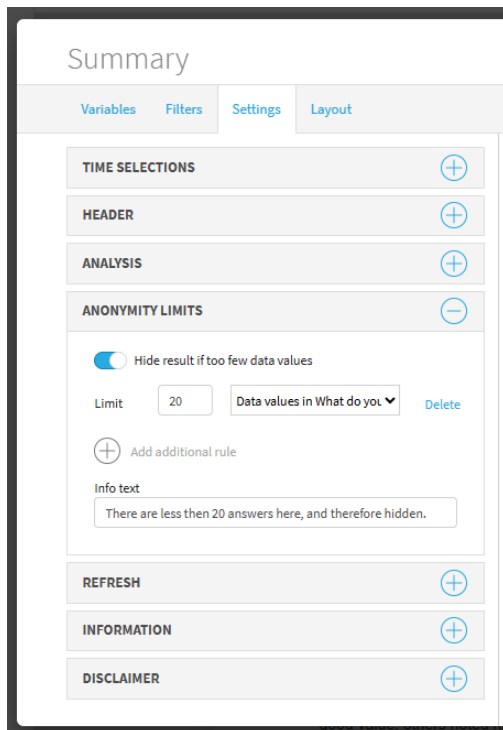 Summary
Variables Filters Settings Layout
TIME SELECTIONS
HEADER
ANALYSIS
ANONYMITY LIMITS
Hide result if too few data values
Limit 20 Data values in What do you Delete
Add additional rule
Info text
There are less then 20 answers here, and therefore hidden.
REFRESH
INFORMATION
DISCLAIMER